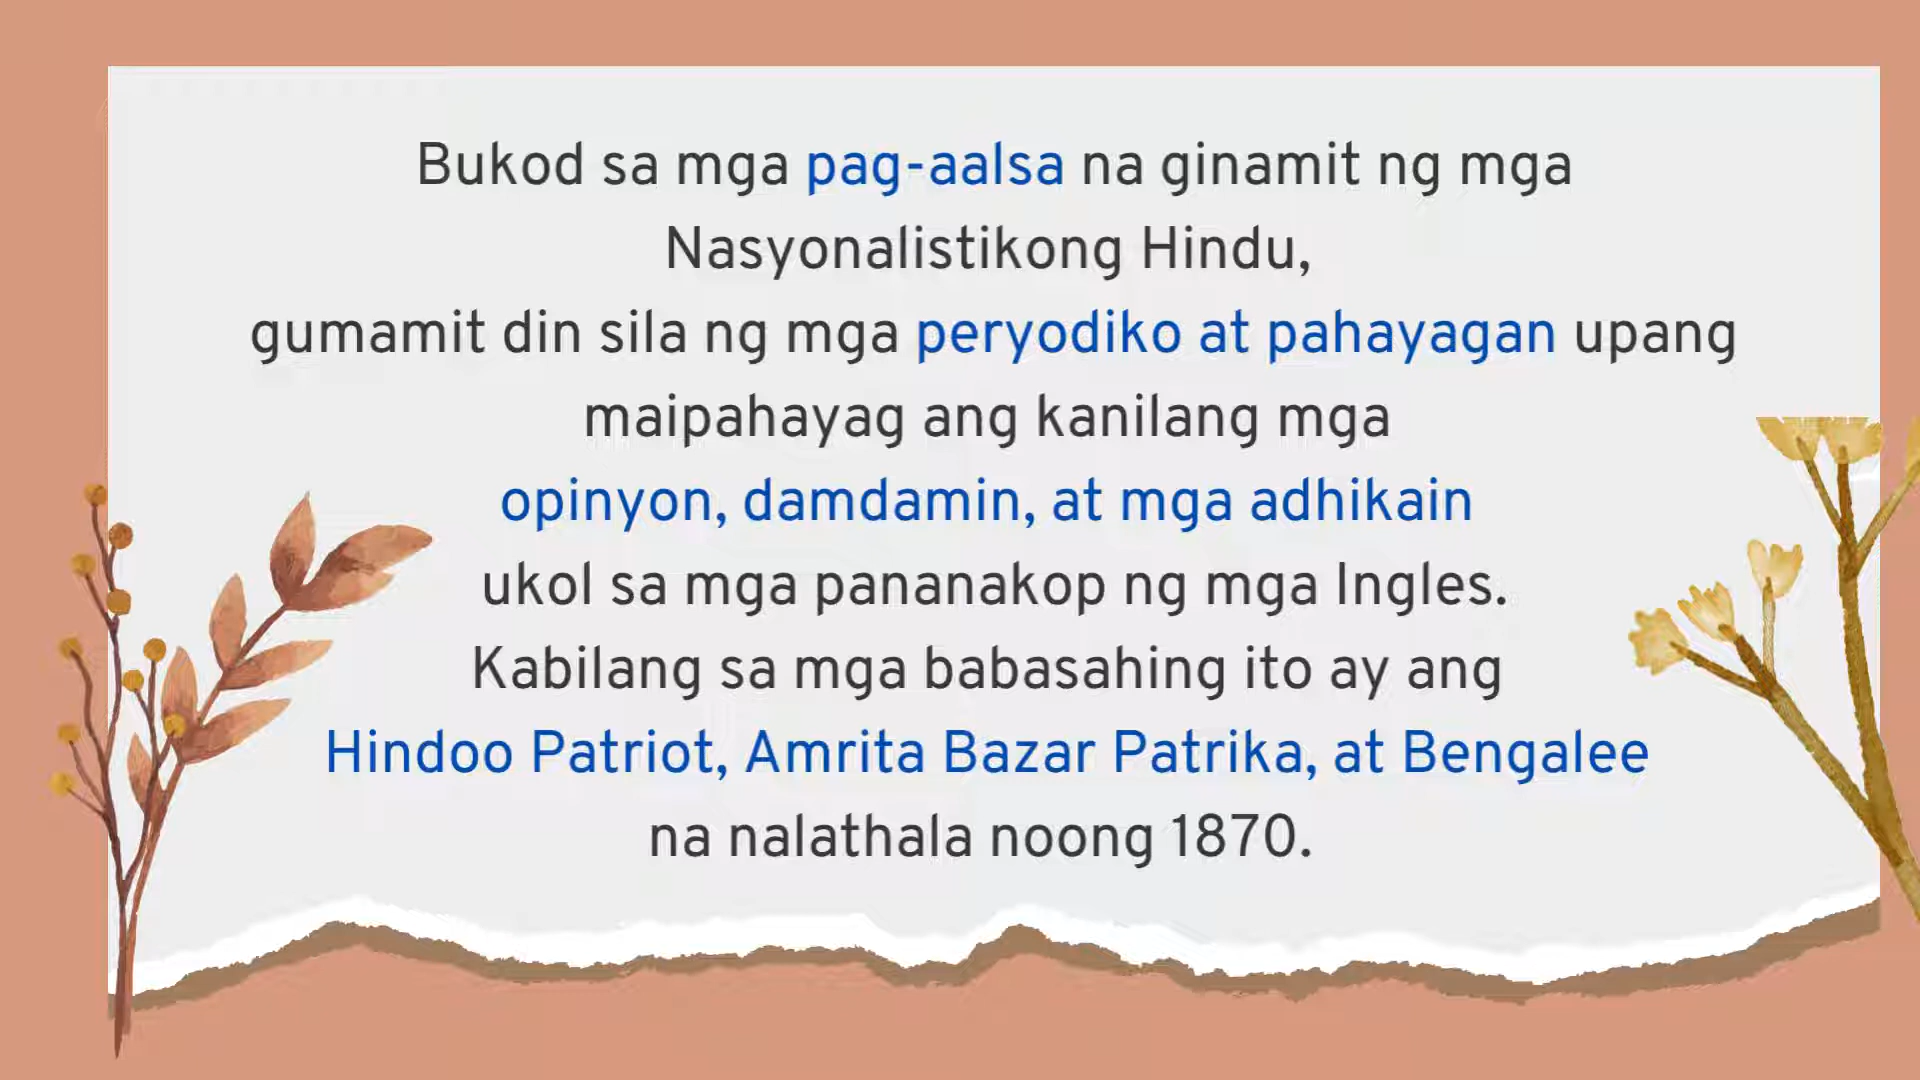 Bukod sa mga pag-aalsa na ginamit ng mga
Nasyonalistikong Hindu,
gumamit din sila ng mga peryodiko at pahayagan upang
maipahayag ang kanilang mga
opinyon, damdamin, at mga adhikain
ukol sa mga pananakop ng mga Ingles.
Kabilang sa mga babasahing ito ay ang
Hindoo Patriot, Amrita Bazar Patrika, at Bengalee
na nalathala noong 1870.